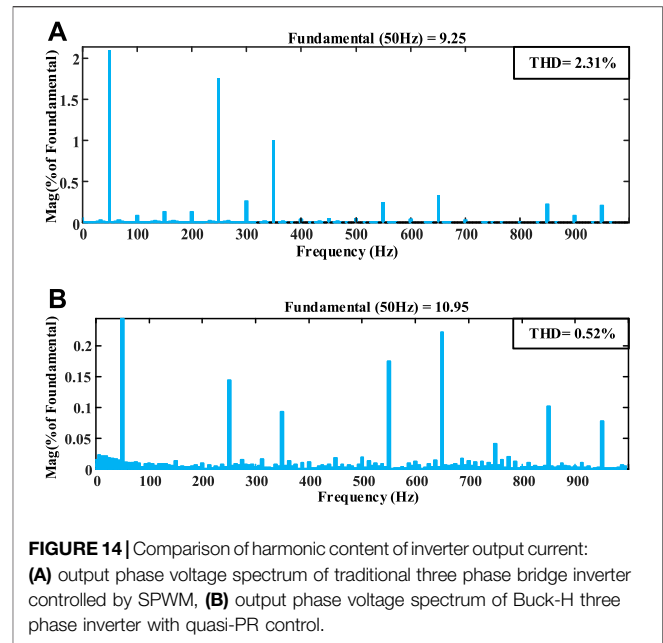 A
Fundamental (50Hz) = 9.25
THD= 2.31%
Mag(%of Foundamental)
2
1.5
1
0.5
0
0 100 200 300 400 500 600 700 800 900
Frequency (Hz)
B
Fundamental (50Hz) = 10.95
THD= 0.52%
Mag(%of Foundamental)
0.2
0.15
0.1
0.05
0
0 100 200 300 400 500 600 700 800 900
Frequency (Hz)
FIGURE 14 | Comparison of harmonic content of inverter output current:
(A) output phase voltage spectrum of traditional three phase bridge inverter
controlled by SPWM, (B) output phase voltage spectrum of Buck-H three
phase inverter with quasi-PR control.